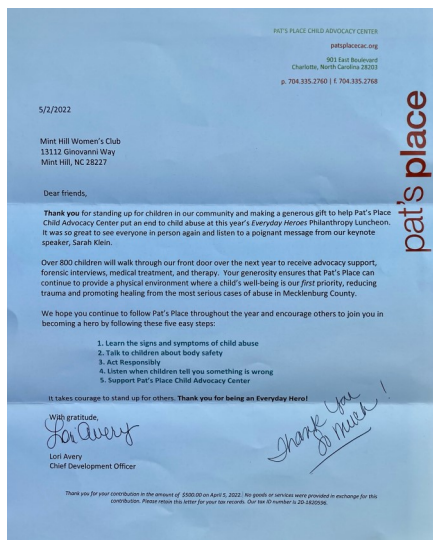 PAT'S PLACE CHILD ADVOCACY CENTER
patsplacecac.org
901 East Boulevard
Charlotte, North Carolina 28203
p. 704.335.2760 | f. 704.335.2768
pat's place
5/2/2022
Mint Hill Women's Club
13112 Ginovanni Way
Mint Hill, NC 28227
Dear friends,
Thank you for standing up for children in our community and making a generous gift to help Pat's Place
Child Advocacy Center put an end to child abuse at this year's Everyday Heroes Philanthropy Luncheon.
It was so great to see everyone in person again and listen to a poignant message from our keynote
speaker, Sarah Klein.
Over 800 children will walk through our front door over the next year to receive advocacy support,
forensic interviews, medical treatment, and therapy. Your generosity ensures that Pat's Place can
continue to provide a physical environment where a child's well-being is our first priority, reducing
trauma and promoting healing from the most serious cases of abuse in Mecklenburg County.
We hope you continue to follow Pat's Place throughout the year and encourage others to join you in
becoming a hero by following these five easy steps:
1. Learn the signs and symptoms of child abuse
2. Talk to children about body safety
3. Act Responsibly
4. Listen when children tell you something is wrong
5. Support Pat's Place Child Advocacy Center
It takes courage to stand up for others. Thank you for being an Everyday Hero!
With gratitude,
Lori Avery
Thank you
so much!
Lori Avery
Chief Development Officer
Thank you for your contribution in the amount of $500.00 on April 5, 2022. No goods or services were provided in exchange for this
contribution. Please retain this letter for your tax records. Our tax ID number is 20-1820596.